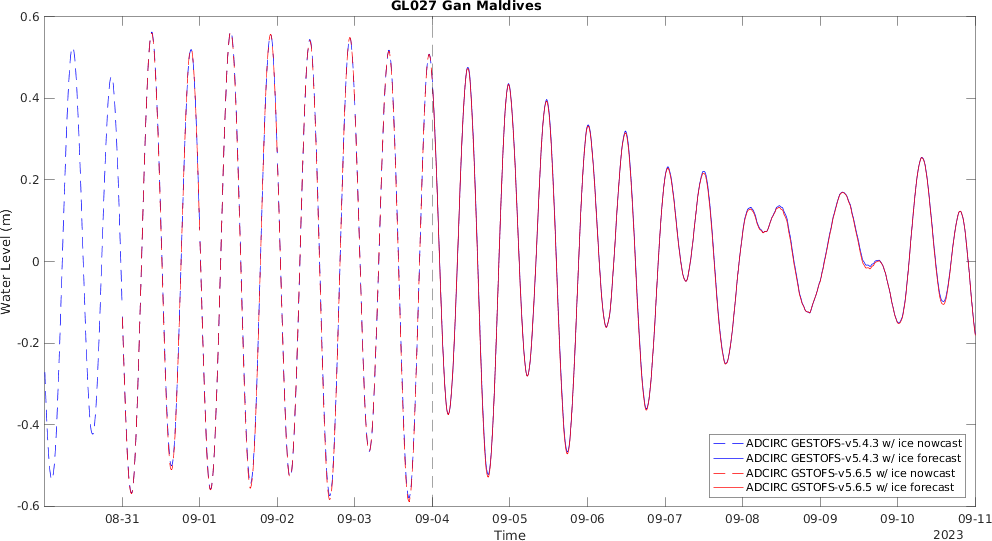 GL027 Gan Maldives
0.6
0.4
0.2
0
-0.2
-0.4
-0.6
Water Level (m)
ADCIRC GESTOFS-v5.4.3 w/ ice nowcast
ADCIRC GESTOFS-v5.4.3 w/ ice forecast
ADCIRC GSTOFS-v5.6.5 w/ ice nowcast
ADCIRC GSTOFS-v5.6.5 w/ ice forecast
08-31 09-01 09-02 09-03 09-04 09-05 09-06 09-07 09-08 09-09 09-10 09-11
Time
2023